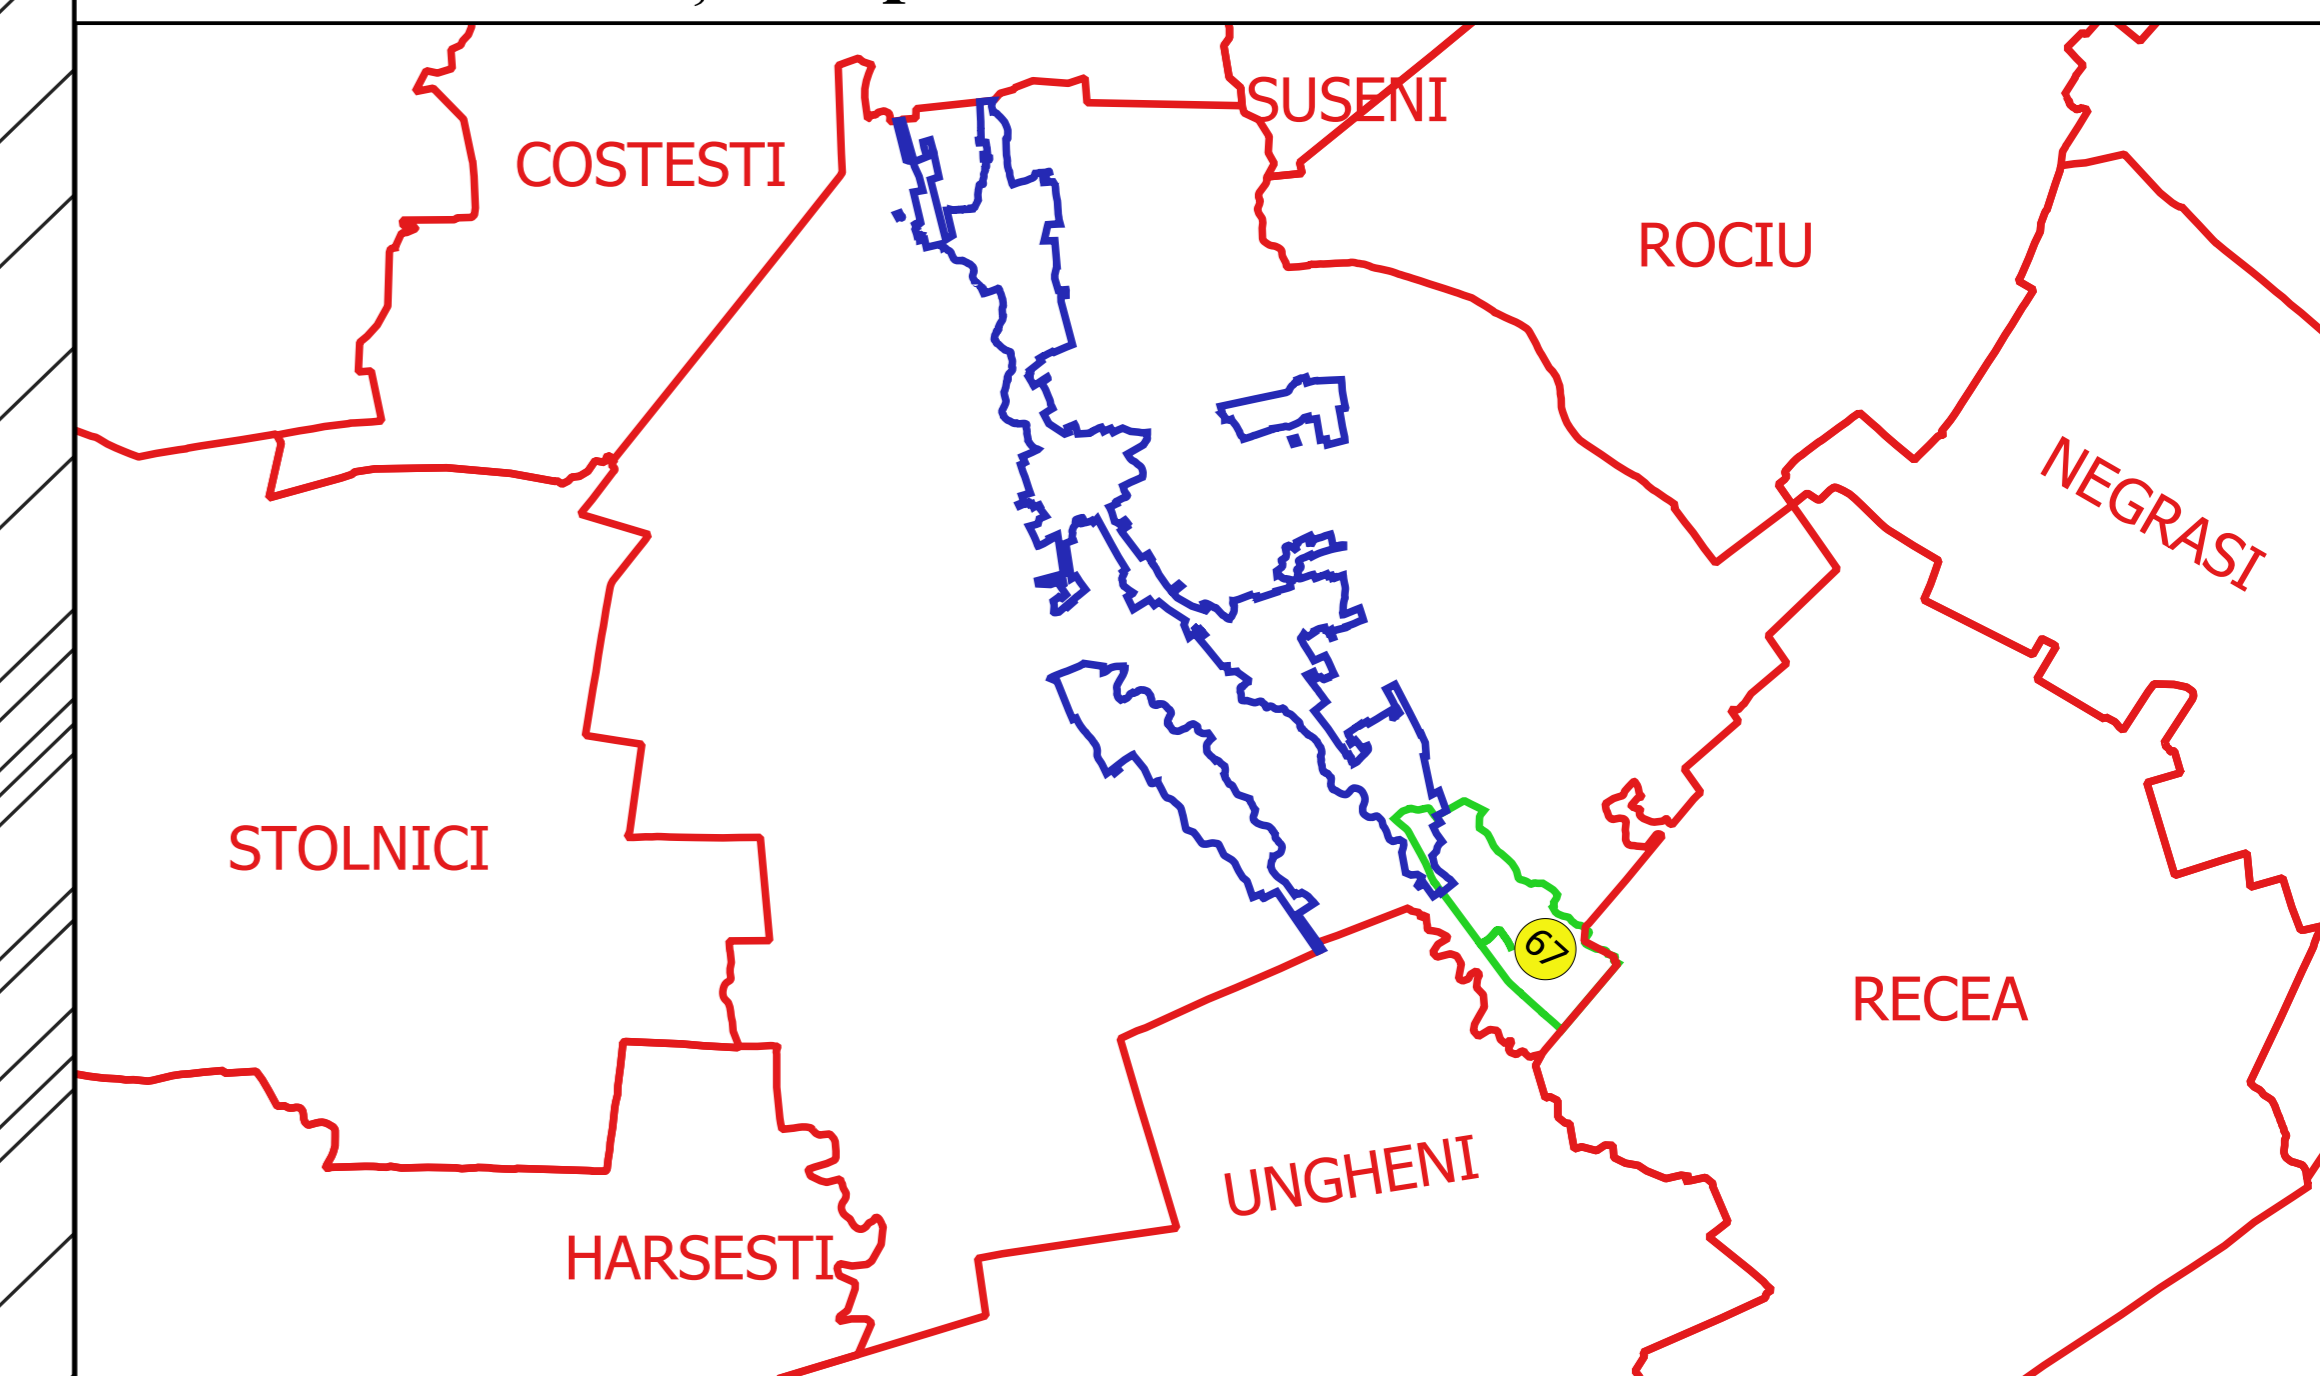 SUSENI
COSTESTI
ROCIU
NEGRASI
STOLNICI
67
RECEA
UNGHENI
HARSESTI